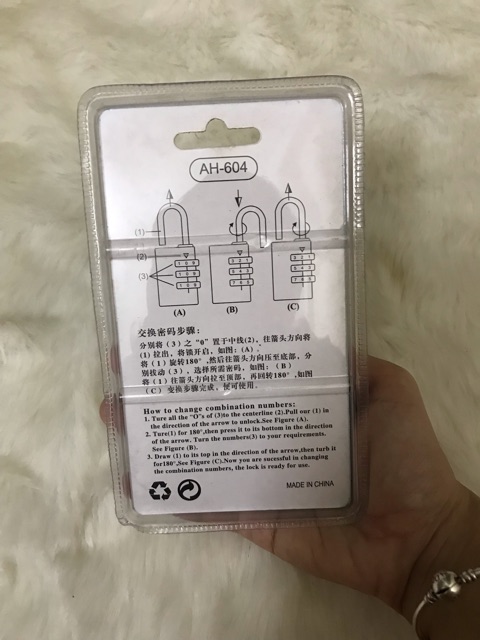 AH-604
(1)
(2)
(3)
(A)
(B)
(C)
交换密码步骤:
分别将(3)之"0"置于中线(2),往箭头方向将
(1)拉出,将锁开启,如图:(A),
将(1)旋转180°,然后往箭头方向压至底部,分
别拔动(3),选择所需密码,如图:(B)
将(1)往箭头方向拉至顶部,再回转180°,如图
(C)变换步骤完成,便可使用.
How to change combination numbers:
1. Ture all the "O"s of (3)to the centerline (2).Pull our (1) in
the direction of the arrow to unlock.See Figure (A).
2. Ture(1) for 180°,then press it to its bottom in the direction
of the arrow. Turn the numbers(3) to your requirements.
See Figure (B).
3. Draw (1) to its top in the direction of the arrow,then turb it
for180°,See Figure (C).Now you are sucessful in changing
the combination numbers, the lock is ready for use.
MADE IN CHINA